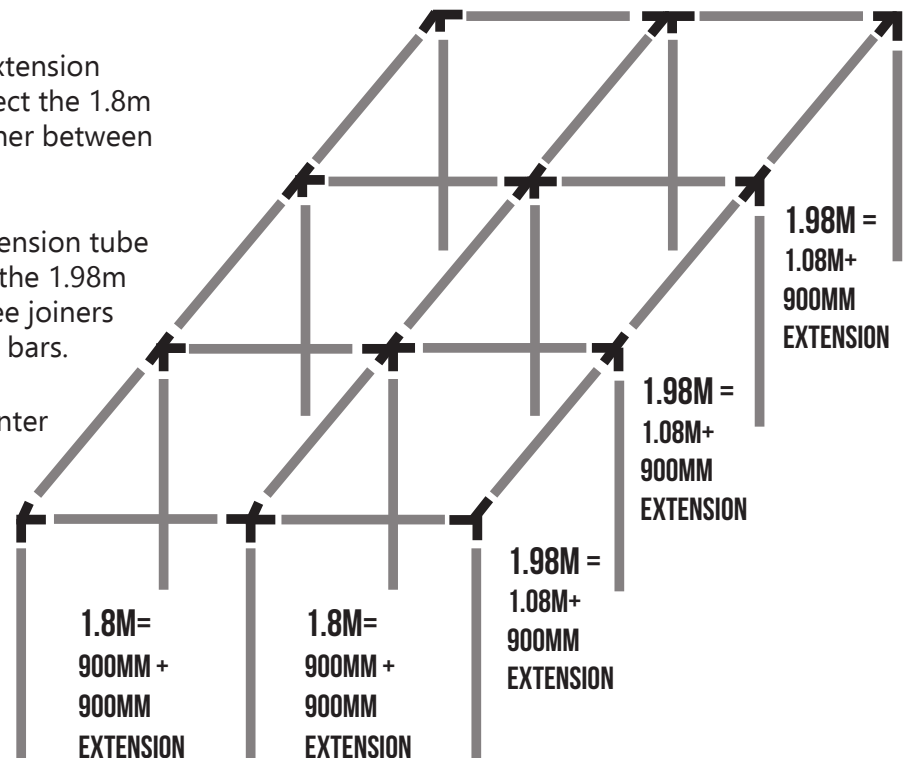 xtension
ect the 1.8m
ner between
ension tube
the 1.98m
ee joiners
bars.
nter
1.98M =
1.08M+
900MM
EXTENSION
1.98M =
1.08M+
900MM
EXTENSION
1.98M =
1.08M+
900MM
EXTENSION
1.8M=
900MM +
900MM
EXTENSION
1.8M=
900MM +
900MM
EXTENSION